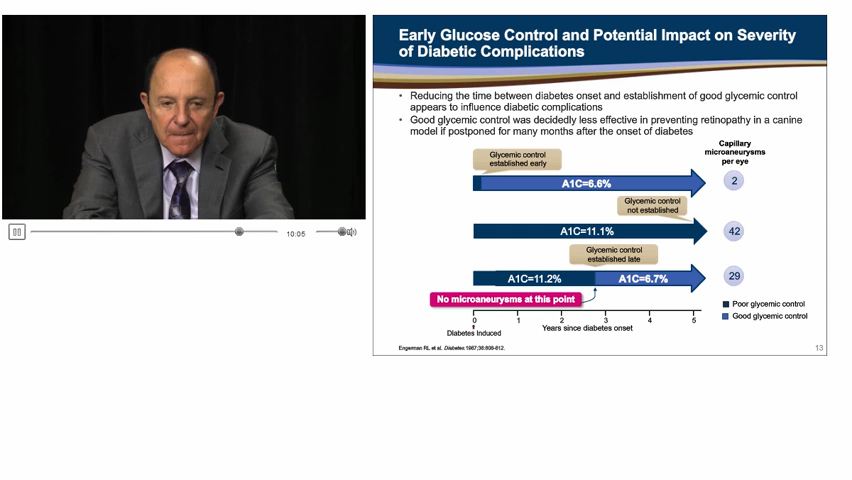 Early Glucose Control and Potential Impact on Severity
of Diabetic Complications
• Reducing the time between diabetes onset and establishment of good glycemic control
appears to influence diabetic complications
• Good glycemic control was decidedly less effective in preventing retinopathy in a canine
model if postponed for many months after the onset of diabetes
Capillary
microaneurysms
per eye
Glycemic control
established early
A1C=6.6%
2
Glycemic control
not established
A1C=11.1%
42
Glycemic control
established late
A1C=11.2%
A1C=6.7%
29
No microaneurysms at this point
Poor glycemic control
Good glycemic control
0 1 2 3 4 5
Diabetes Induced
Years since diabetes onset
Engerman RL et al. Diabetes.
13
10:05